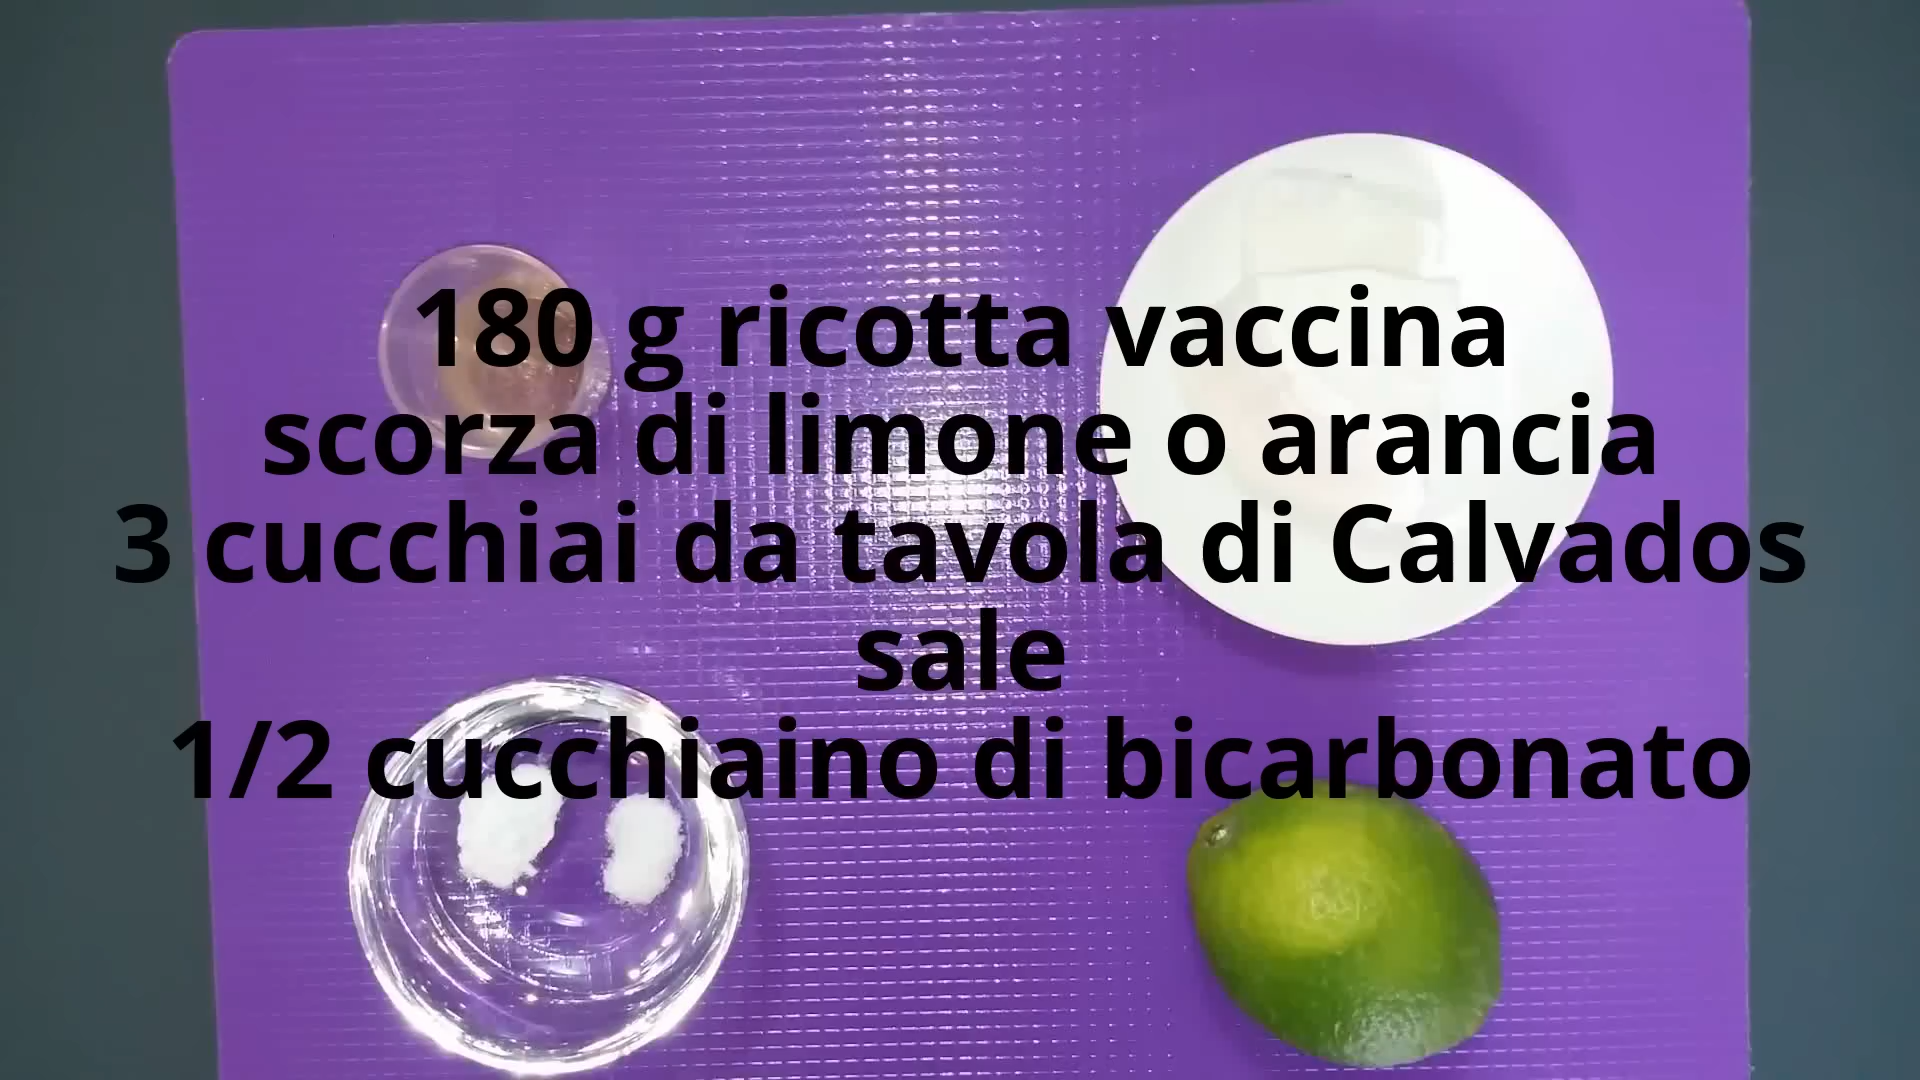 180 g ricotta vaccina
scorza di limone o arancia
3 cucchiai da tavola di Calvados
sale
1/2 cucchiaino di bicarbonato